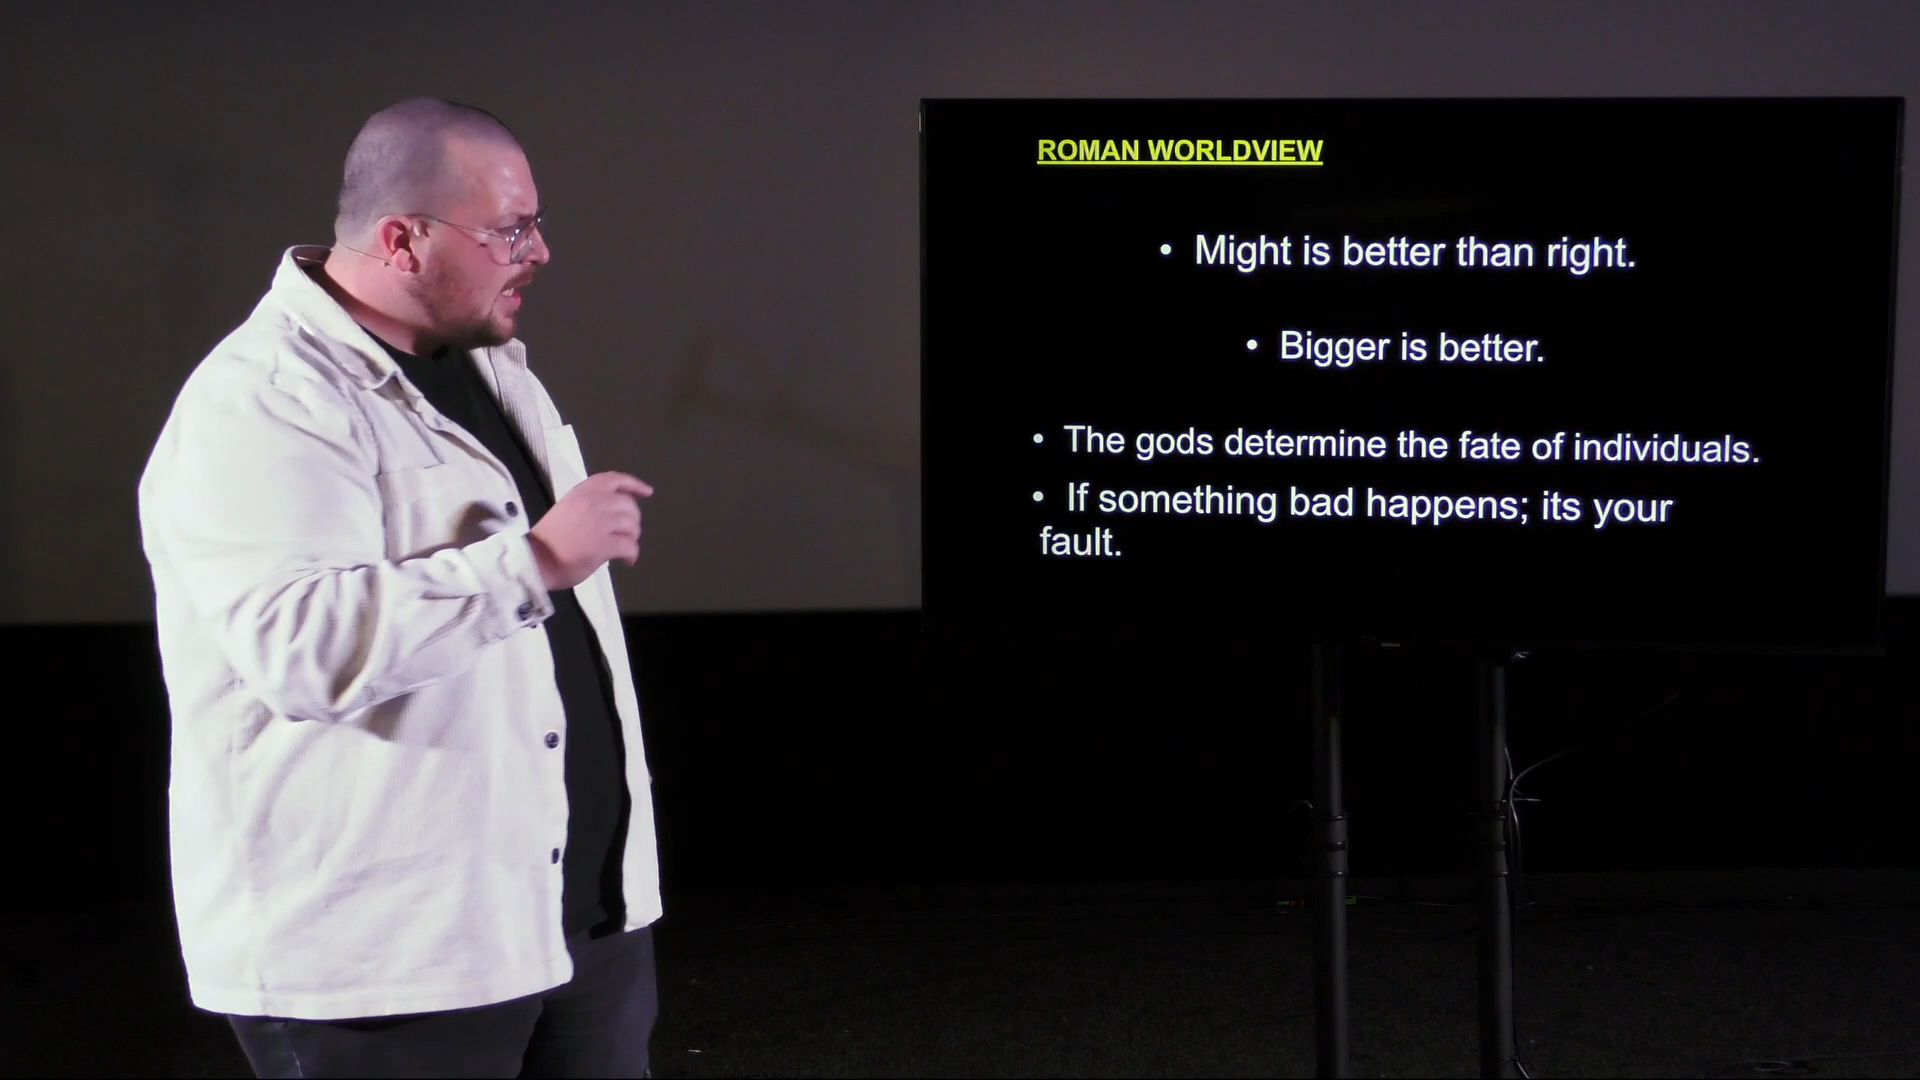 ROMAN WORLDVIEW
• Might is better than right.
• Bigger is better.
• The gods determine the fate of individuals.
• If something bad happens; its your
fault.